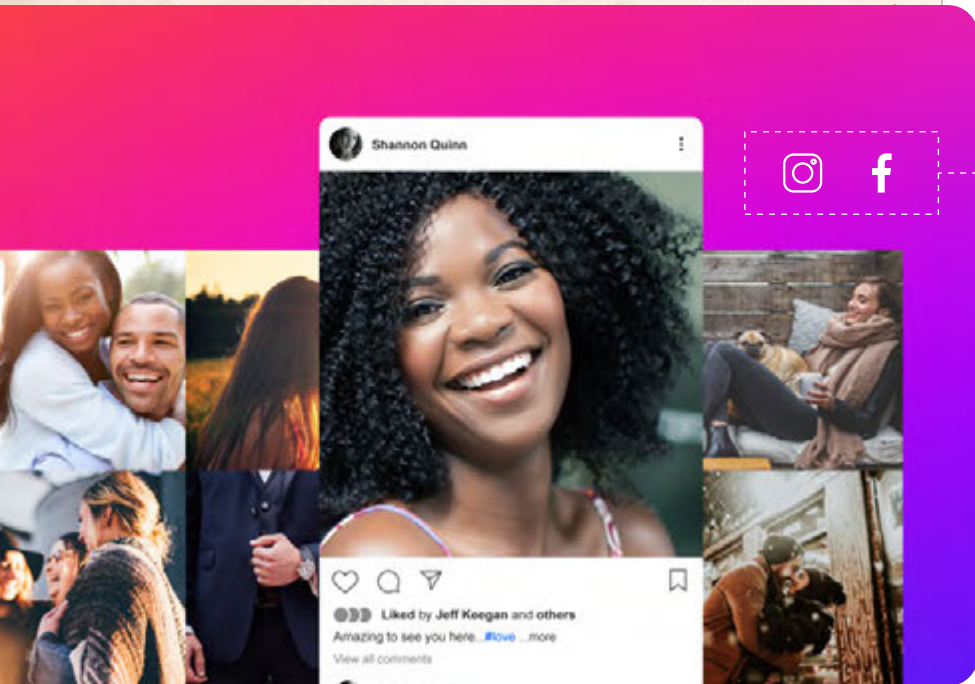 Shannon Quinn
Liked by Jeff Keegan and others
Amazing to see you here...#love ...more
View all comments